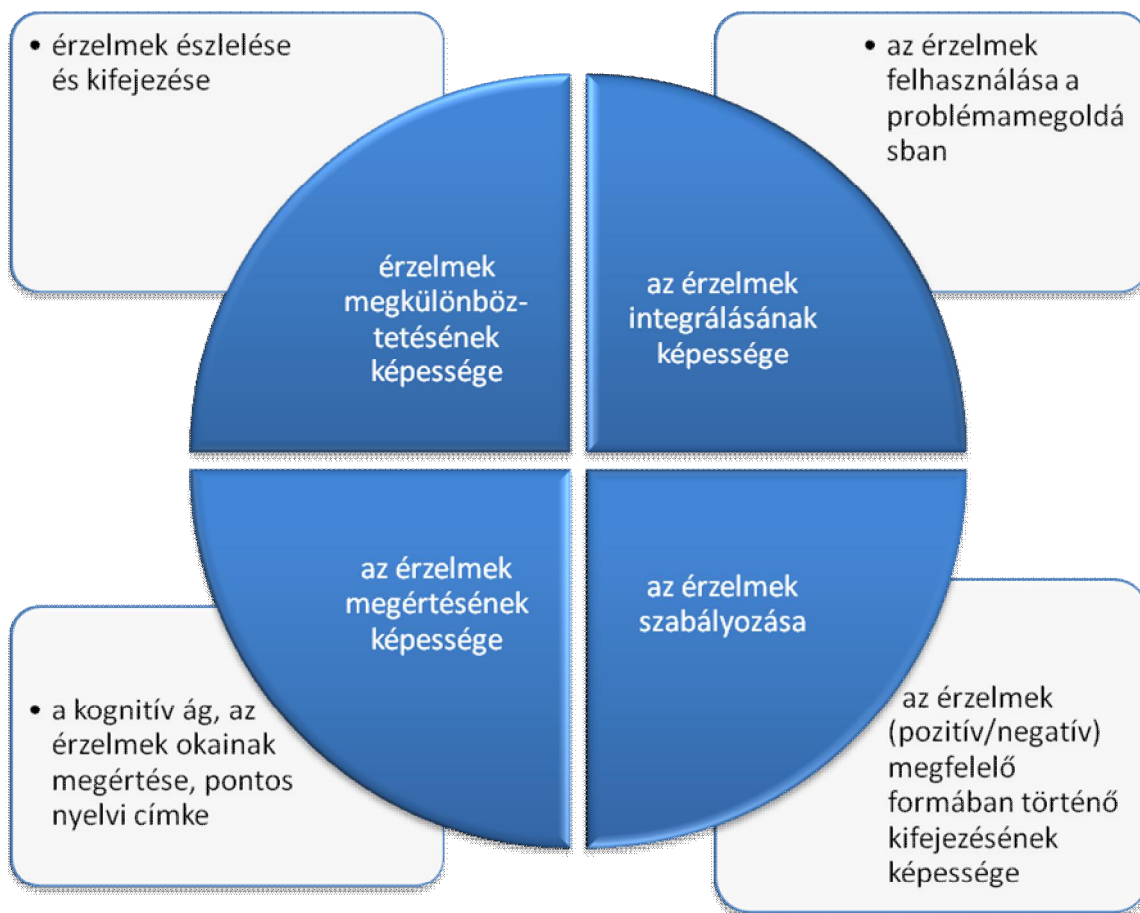 • érzelmek észlelése
és kifejezése
• az érzelmek
felhasználása a
problémamegoldá
sban
érzelmek
megkülönböz-
tetésének
képessége
az érzelmek
integrálásának
képessége
az érzelmek
megértésének
képessége
az érzelmek
szabályozása
• a kognitív ág, az
érzelmek okainak
megértése, pontos
nyelvi címke
az érzelmek
(pozitív/negatív)
megfelelő
formában történő
kifejezésének
képessége